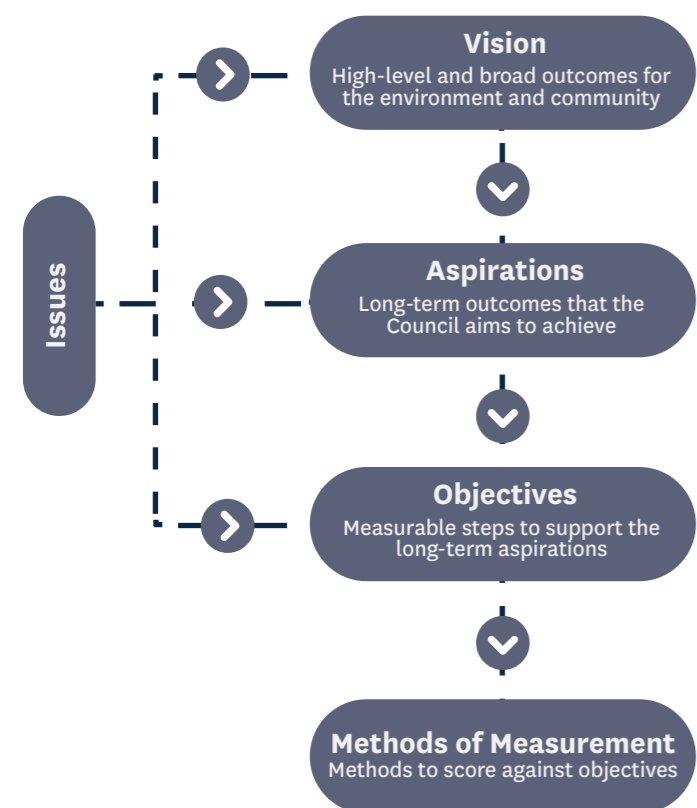 Vision
High-level and broad outcomes for
the environment and community
Issues
Aspirations
Long-term outcomes that the
Council aims to achieve
Objectives
Measurable steps to support the
long-term aspirations
Methods of Measurement
Methods to score against objectives